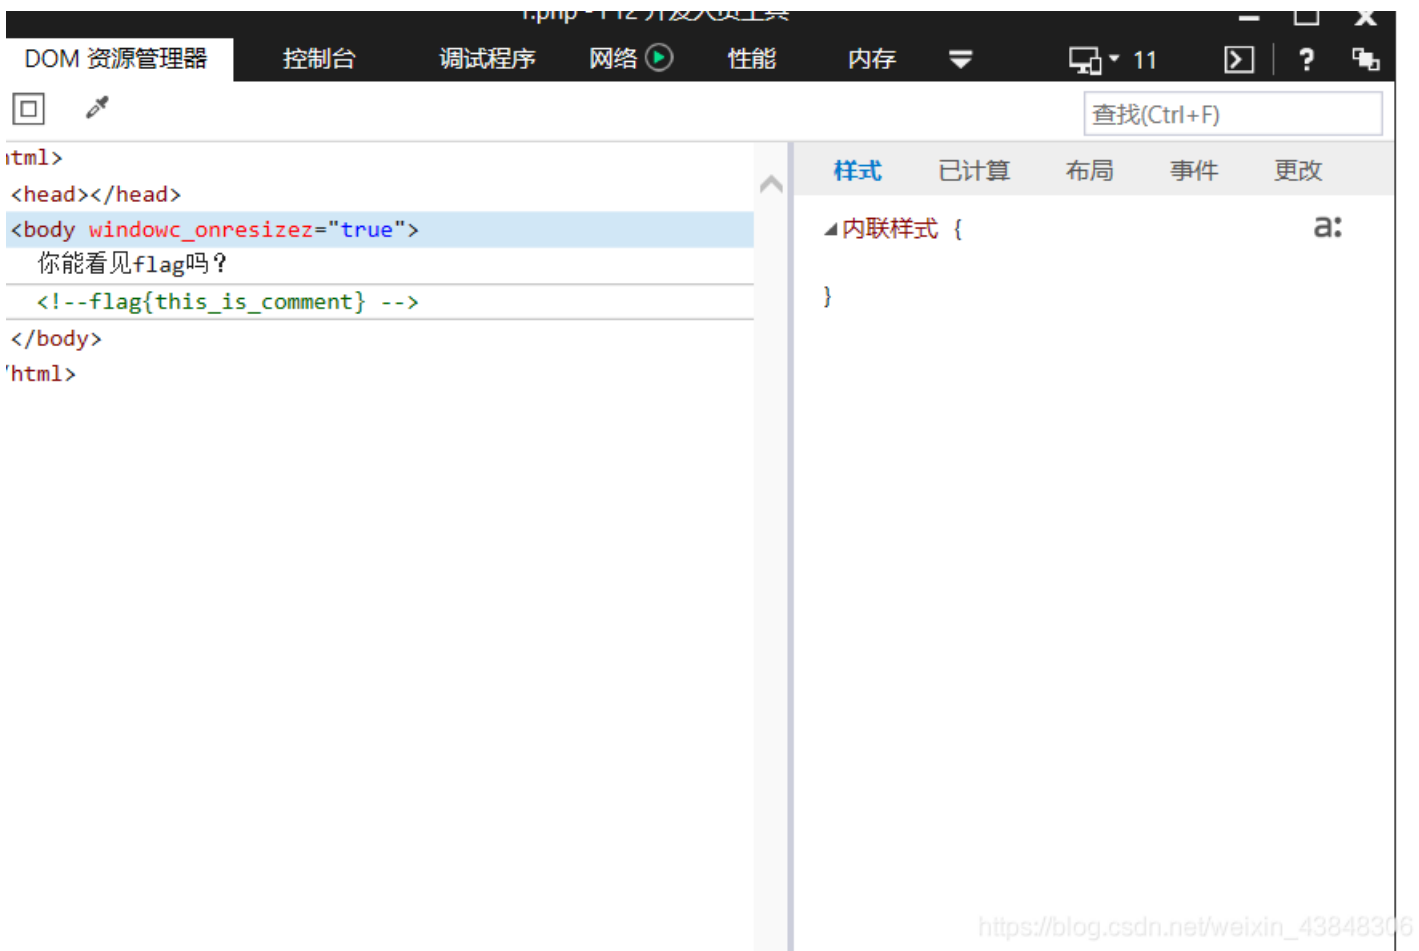 DOM 资源管理器 控制台 调试程序 网络 性能 内存 11 ?
查找(Ctrl+F)
html>
<head></head>
<body windowc_onresizez="true">
你能看见flag吗?
<!--flag{this_is_comment} -->
</body>
/html>
样式 已计算 布局 事件 更改
内联样式 { a:
}
https://blog.csdn.net/weixin_43848306